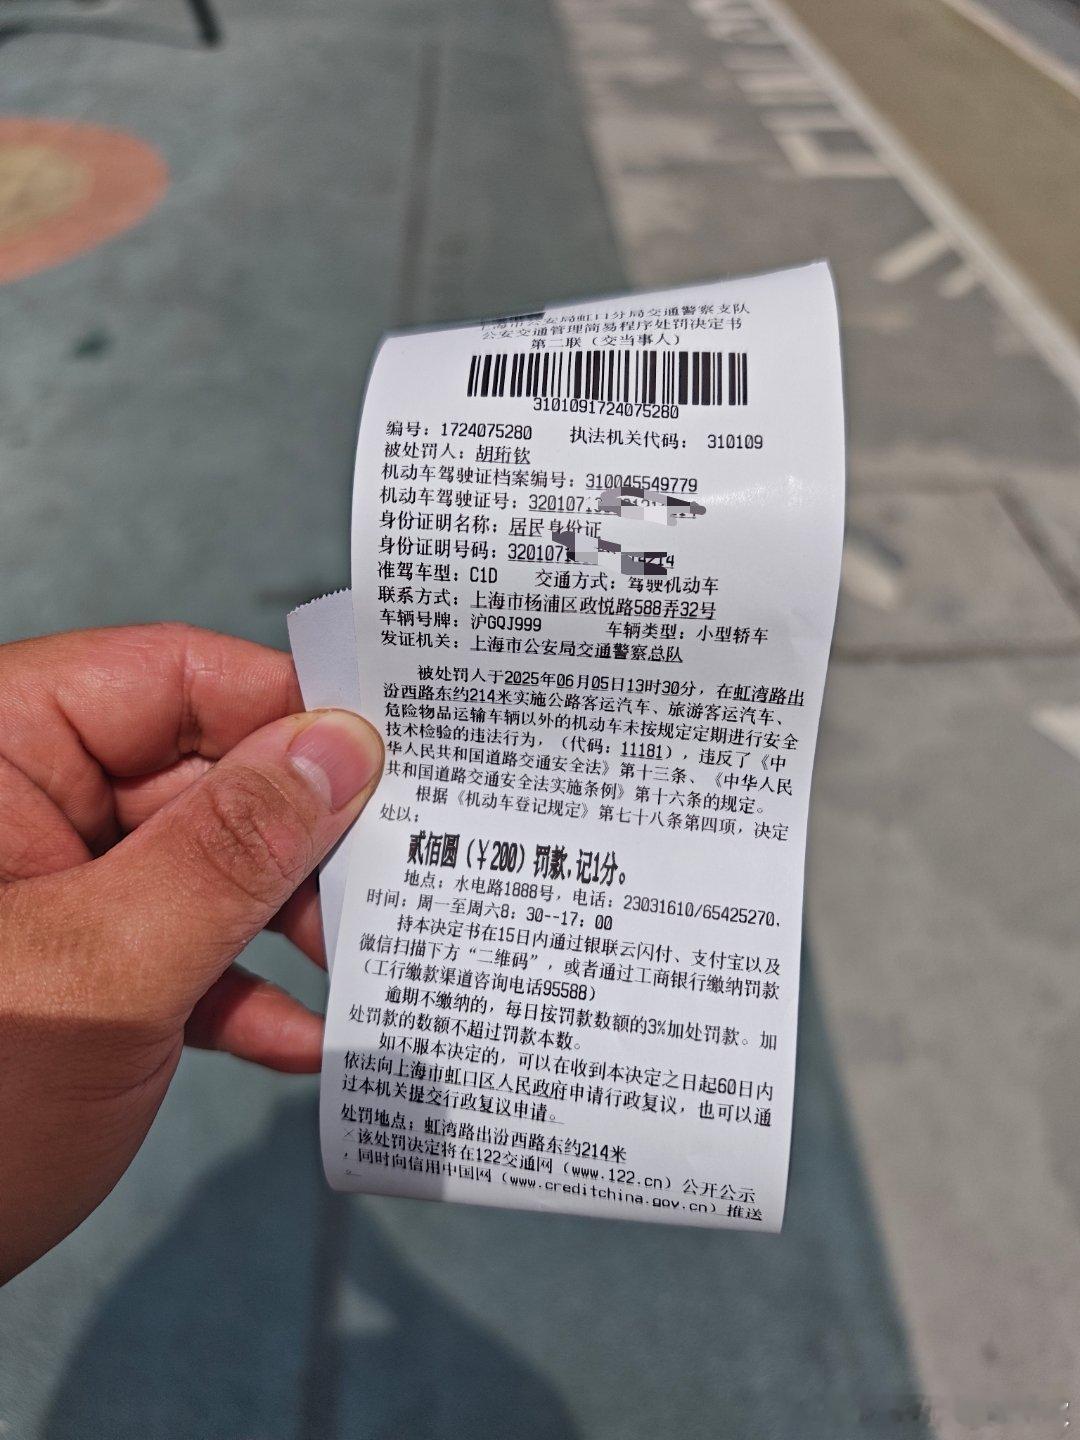 上海市公安局虹口分局交通警察支队
公安交通管理简易程序处罚决定书
第二联（交当事人）
3101091724075280
编号：1724075280 执法机关代码：310109
被处罚人：胡珩钦
机动车驾驶证档案编号：310045549779
机动车驾驶证号：320107
身份证明名称：居民身份证
身份证明号码：320107 4214
准驾车型：C1D 交通方式：驾驶机动车
联系方式：上海市杨浦区政悦路588弄32号
车辆号牌：沪GQJ999 车辆类型：小型轿车
发证机关：上海市公安局交通警察总队
被处罚人于2025年06月05日13时30分，在虹湾路出
汾西路东约214米实施公路客运汽车、旅游客运汽车、
危险物品运输车辆以外的机动车未按规定定期进行安全
技术检验的违法行为，（代码：11181），违反了《中
华人民共和国道路交通安全法》第十三条、《中华人民
共和国道路交通安全法实施条例》第十六条的规定。
根据《机动车登记规定》第七十八条第四项，决定
处以：
贰佰圆（￥200）罚款，记1分。
地点：水电路1888号，电话：23031610/65425270，
时间：周一至周六8：30--17：00
持本决定书在15日内通过银联云闪付、支付宝以及
微信扫描下方“二维码”，或者通过工商银行缴纳罚款
（工行缴款渠道咨询电话95588）
逾期不缴纳的，每日按罚款数额的3%加处罚款。加
处罚款的数额不超过罚款本数。
如不服本决定的，可以在收到本决定之日起60日内
依法向上海市虹口区人民政府申请行政复议，也可以通
过本机关提交行政复议申请。
处罚地点：虹湾路出汾西路东约214米
×该处罚决定将在122交通网（www.122.cn）公开公示
，同时向信用中国网（www.creditchina.gov.cn）推送
。